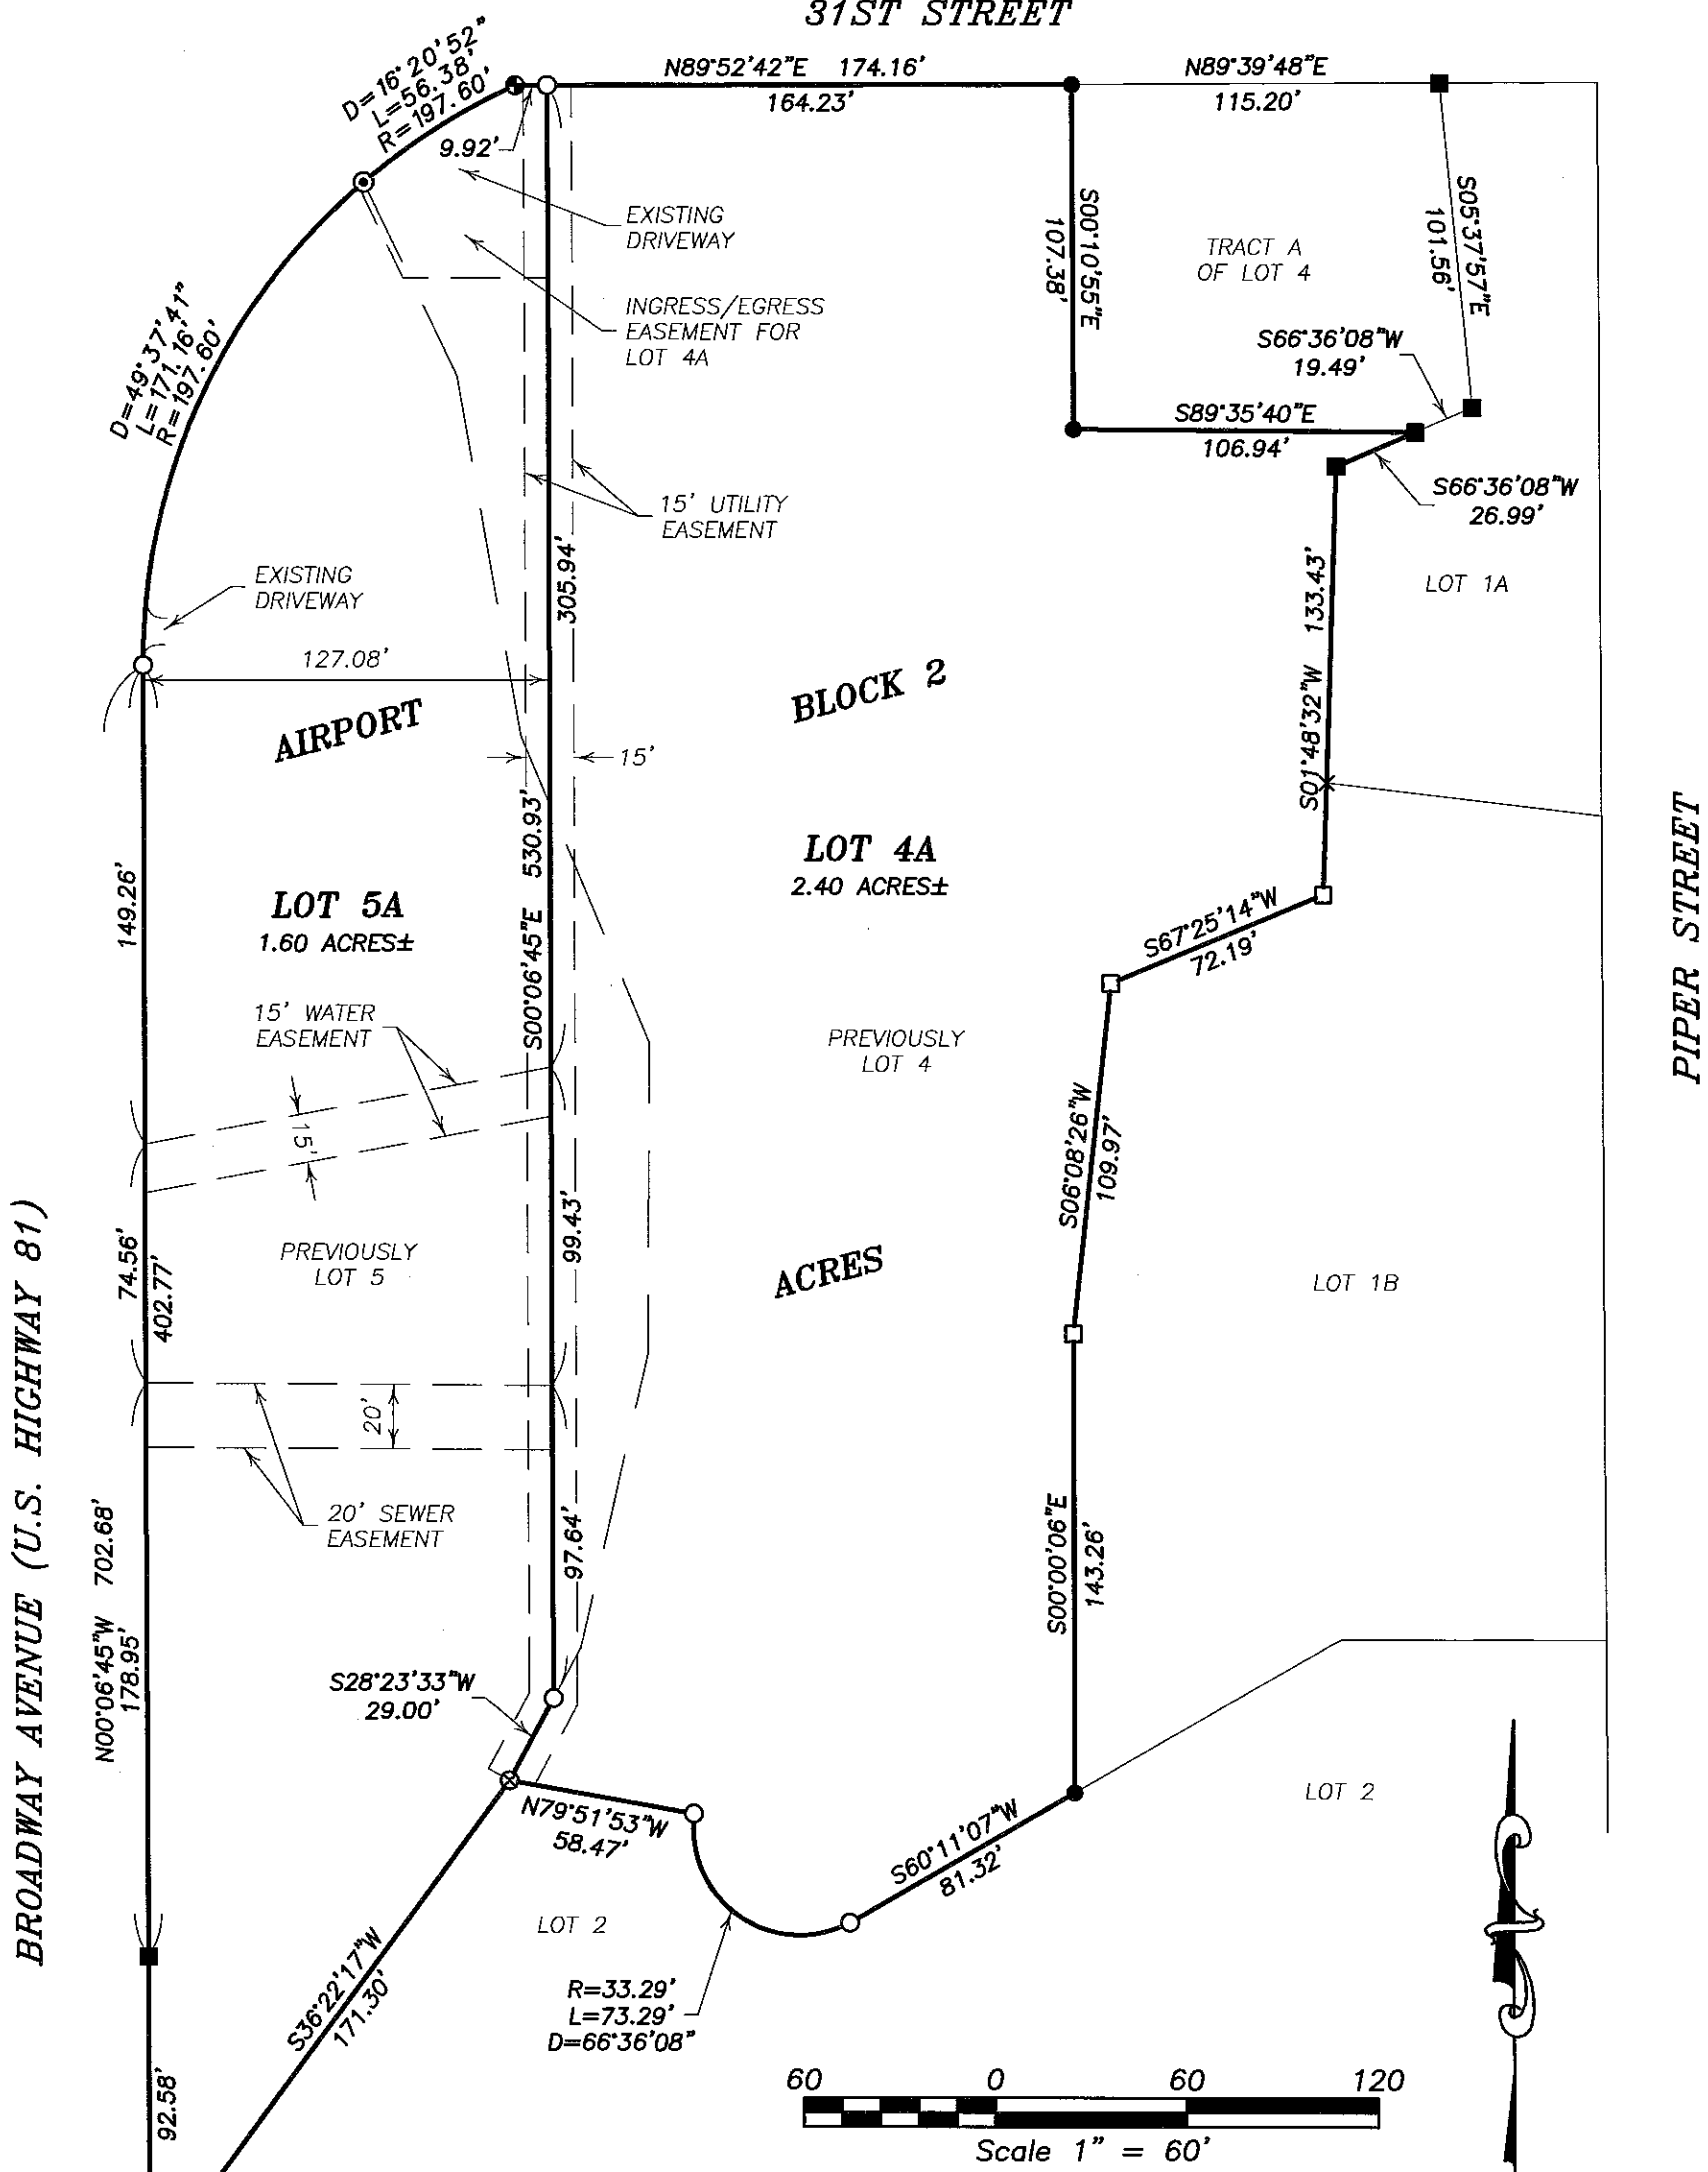 31ST STREET
D=16°20'52"
L=56.38'
R=197.60'
N89°52'42"E 174.16'
164.23'
N89°39'48"E
115.20'
9.92'
EXISTING
DRIVEWAY
INGRESS/EGRESS
EASEMENT FOR
LOT 4A
S00°10'55"E
107.38'
TRACT A
OF LOT 4
S05°37'57"E
101.56'
S66°36'08"W
19.49'
D=49°37'41"
L=171.16'
R=197.60'
S89°35'40"E
106.94'
S66°36'08"W
26.99'
15' UTILITY
EASEMENT
305.94'
EXISTING
DRIVEWAY
S01°48'32"W 133.43'
LOT 1A
127.08'
AIRPORT
BLOCK 2
15'
S00°06'45"E 530.93'
LOT 4A
2.40 ACRES±
149.26'
LOT 5A
1.60 ACRES±
S67°25'14"W
72.19'
PIPER STREET
15' WATER
EASEMENT
PREVIOUSLY
LOT 4
15'
S06°08'26"W
109.97'
74.56'
402.77'
PREVIOUSLY
LOT 5
99.43'
ACRES
LOT 1B
20'
20' SEWER
EASEMENT
BROADWAY AVENUE (U.S. HIGHWAY 81)
N00°06'45"W 702.68'
178.95'
97.64'
S00°00'06"E
143.26'
S28°23'33"W
29.00'
N79°51'53"W
58.47'
S60°11'07"W
81.32'
LOT 2
LOT 2
S36°22'17"W
171.30'
R=33.29'
L=73.29'
D=66°36'08"
92.58'
60 0 60 120
Scale 1" = 60'